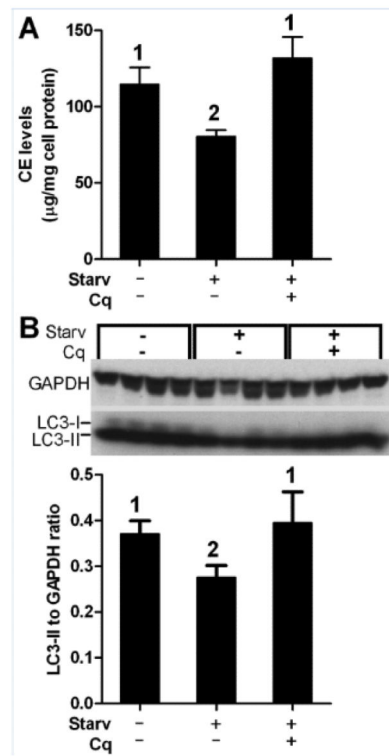 A
CE levels
(µg/mg cell protein)
150
100
50
0
1
2
1
Starv - + +
Cq - - +
B
Starv - + +
Cq - - +
GAPDH
LC3-I
LC3-II
LC3-II to GAPDH ratio
0.5
0.4
0.3
0.2
0.1
0.0
1
2
1
Starv - + +
Cq - - +